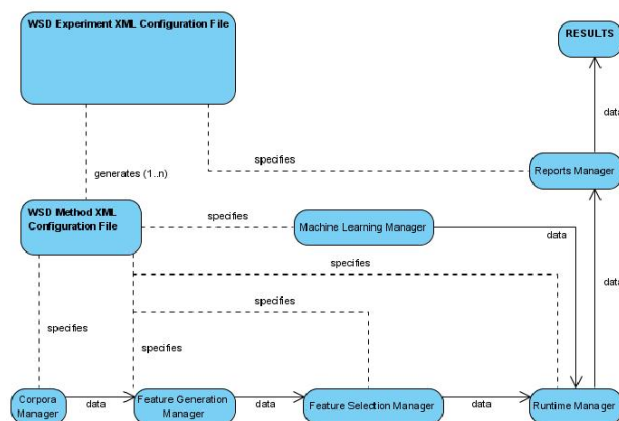 WSD Experiment XML Configuration File
RESULTS
data
specifies
Reports Manager
generates (1..n)
WSD Method XML
Configuration File
specifies
Machine Learning Manager
data
specifies
data
specifies
specifies
specifies
Corpora
Manager
data
Feature Generation
Manager
data
Feature Selection Manager
data
Runtime Manager